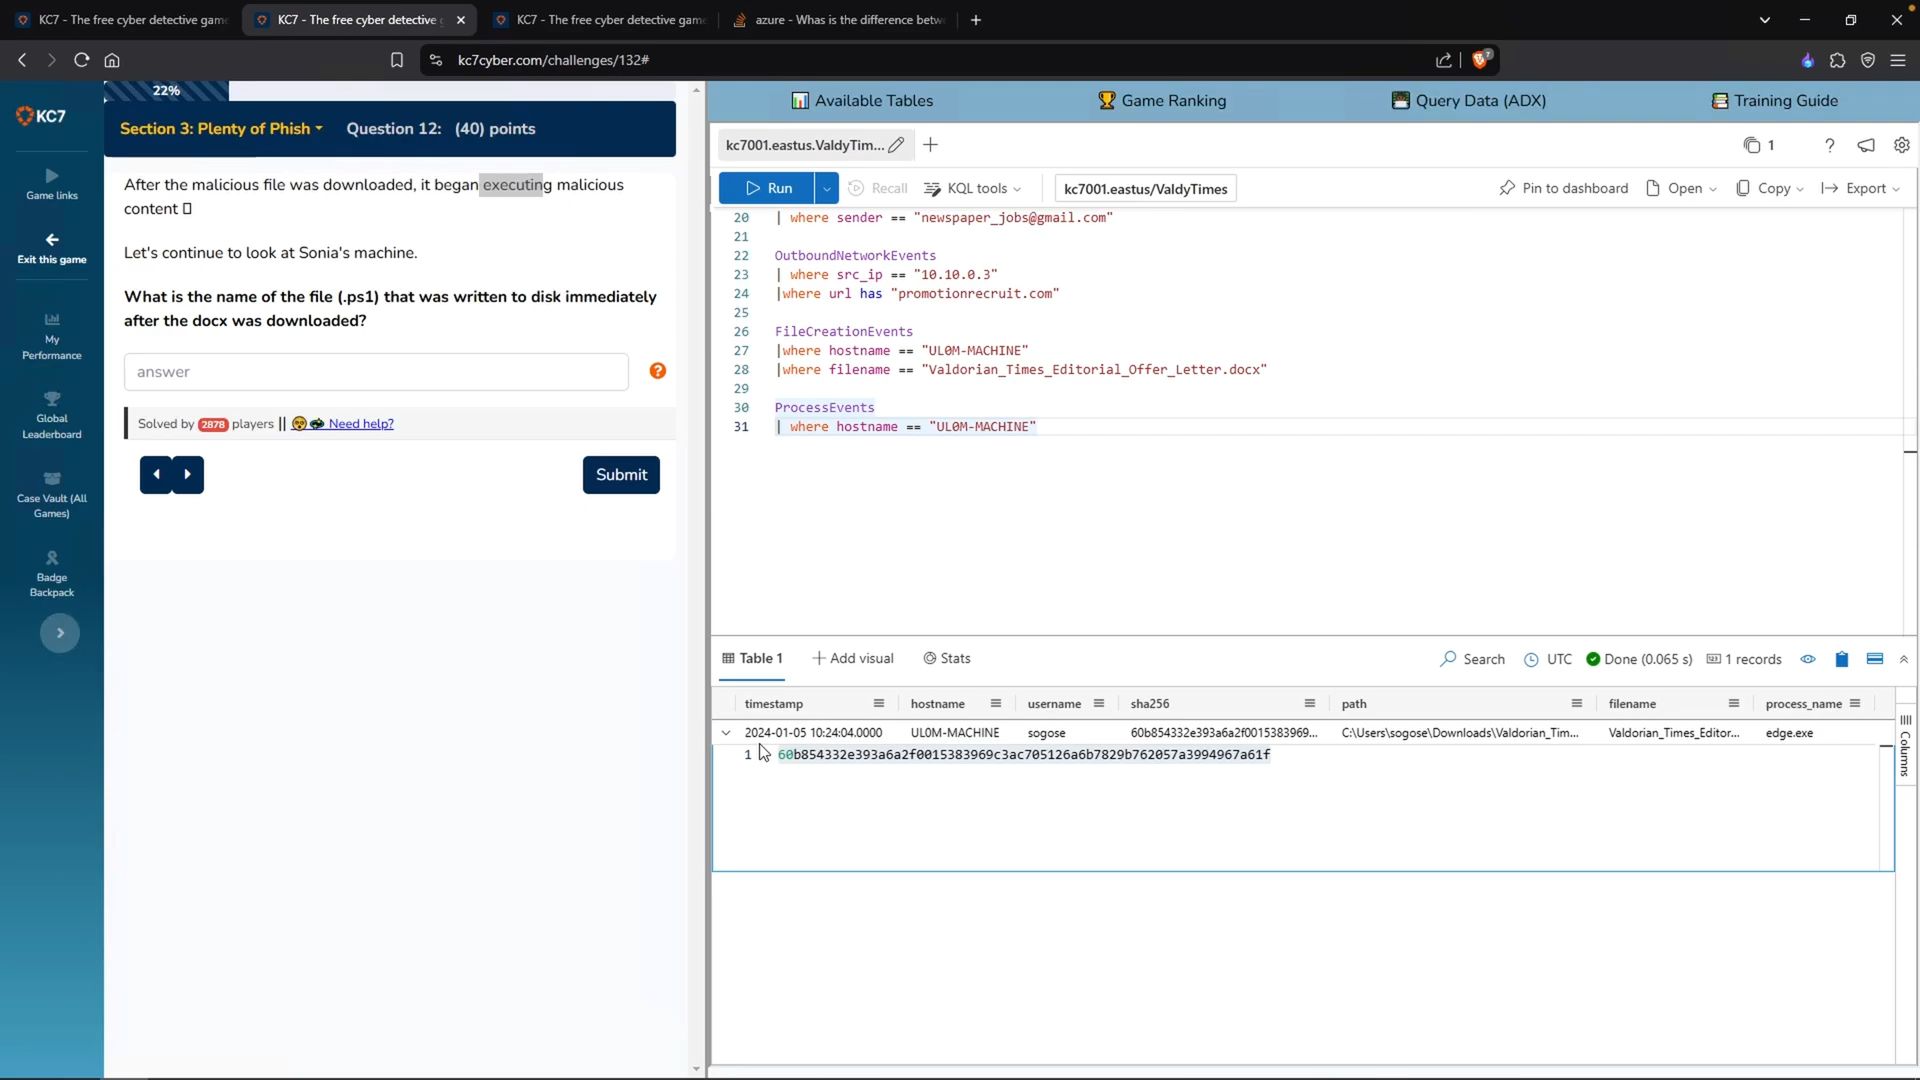 KC7 - The free cyber detective game
KC7 - The free cyber detective g
KC7 - The free cyber detective game
azure - Whas is the difference betw
kc7cyber.com/challenges/132#
7
KC7
Game links
Exit this game
My
Performance
Global
Leaderboard
Case Vault (All
Games)
Badge
Backpack
22%
Section 3: Plenty of Phish
Question 12: (40) points
After the malicious file was downloaded, it began executing malicious
content
Let's continue to look at Sonia's machine.
What is the name of the file (.ps1) that was written to disk immediately
after the docx was downloaded?
answer
Solved by 2878 players || Need help?
Submit
Available Tables
Game Ranking
Query Data (ADX)
Training Guide
kc7001.eastus.ValdyTim...
1
Run
Recall
KQL tools
kc7001.eastus/ValdyTimes
Pin to dashboard
Open
Copy
Export
20 | where sender == "newspaper_jobs@gmail.com"
21
22 OutboundNetworkEvents
23 | where src_ip == "10.10.0.3"
24 |where url has "promotionrecruit.com"
25
26 FileCreationEvents
27 |where hostname == "UL0M-MACHINE"
28 |where filename == "Valdorian_Times_Editorial_Offer_Letter.docx"
29
30 ProcessEvents
31 | where hostname == "UL0M-MACHINE"
Table 1
Add visual
Stats
Search
UTC
Done (0.065 s)
1 records
timestamp hostname username sha256 path filename process_name
2024-01-05 10:24:04.0000 UL0M-MACHINE sogose 60b854332e393a6a2f0015383969... C:\Users\sogose\Downloads\Valdorian_Tim... Valdorian_Times_Editor... edge.exe
1 60b854332e393a6a2f0015383969c3ac705126a6b7829b762057a3994967a61f
Columns